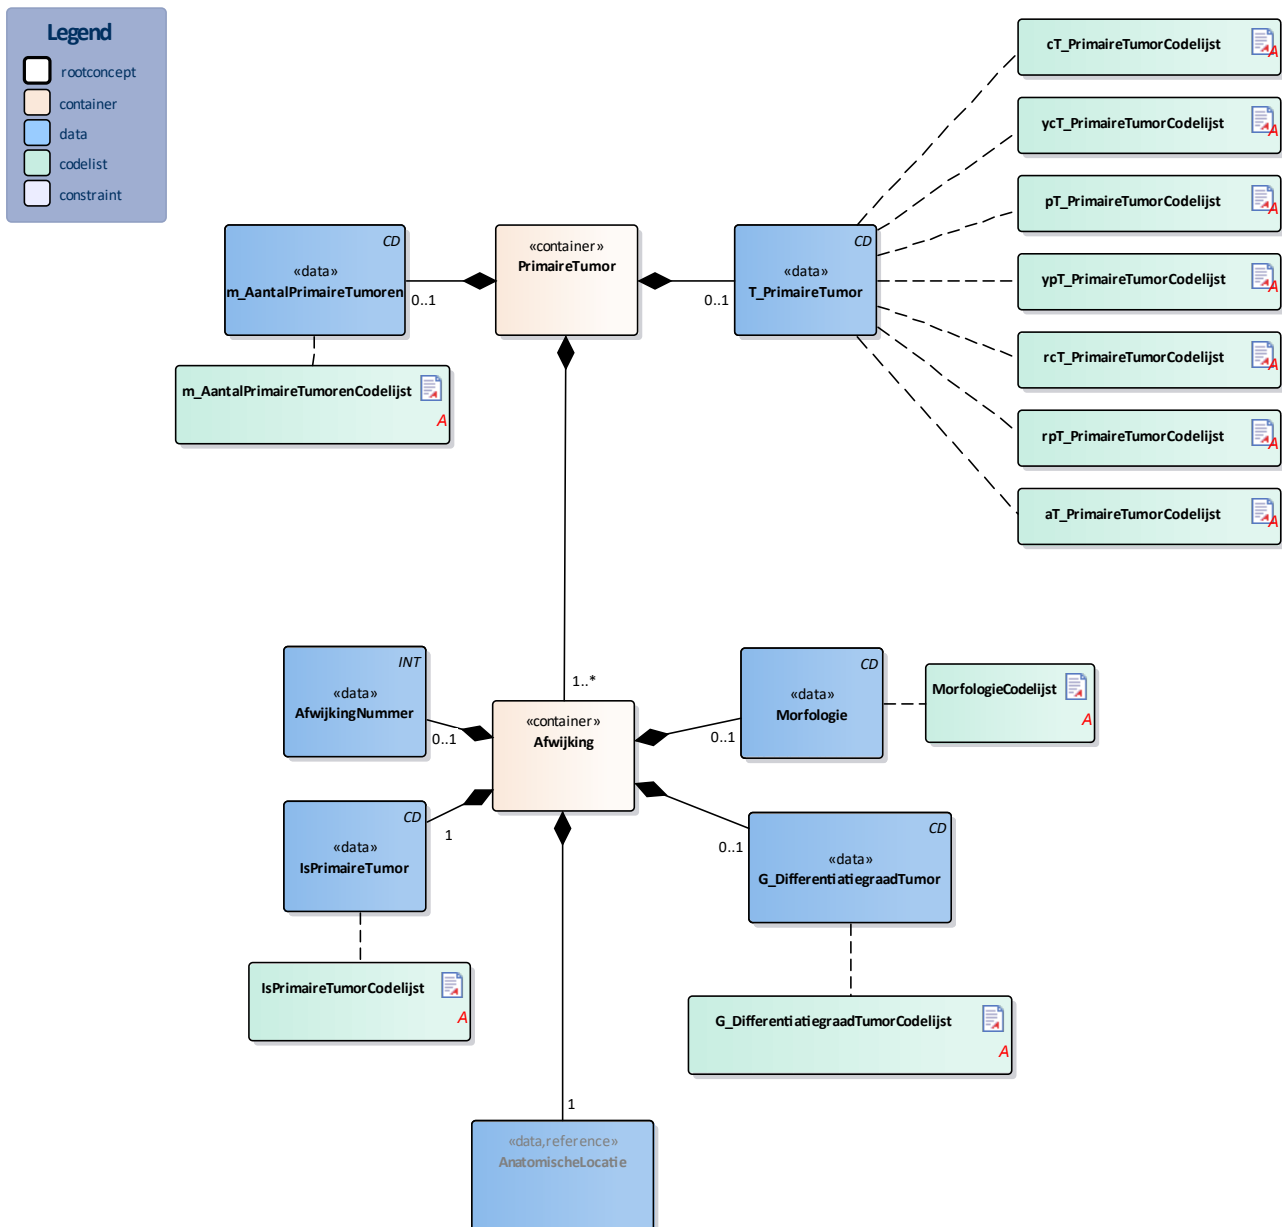 Legend
rootconcept
container
data
codelist
constraint
cT_PrimaireTumorCodelijst
A
ycT_PrimaireTumorCodelijst
A
pT_PrimaireTumorCodelijst
A
ypT_PrimaireTumorCodelijst
A
rcT_PrimaireTumorCodelijst
A
rpT_PrimaireTumorCodelijst
A
aT_PrimaireTumorCodelijst
A
CD
«data»
m_AantalPrimaireTumoren
0..1
«container»
PrimaireTumor
CD
«data»
T_PrimaireTumor
0..1
m_AantalPrimaireTumorenCodelijst
A
1..*
INT
«data»
AfwijkingNummer
0..1
«container»
Afwijking
CD
«data»
Morfologie
0..1
MorfologieCodelijst
A
CD
«data»
IsPrimaireTumor
1
CD
«data»
G_DifferentiatiegraadTumor
0..1
IsPrimaireTumorCodelijst
A
G_DifferentiatiegraadTumorCodelijst
A
1
«data,reference»
AnatomischeLocatie